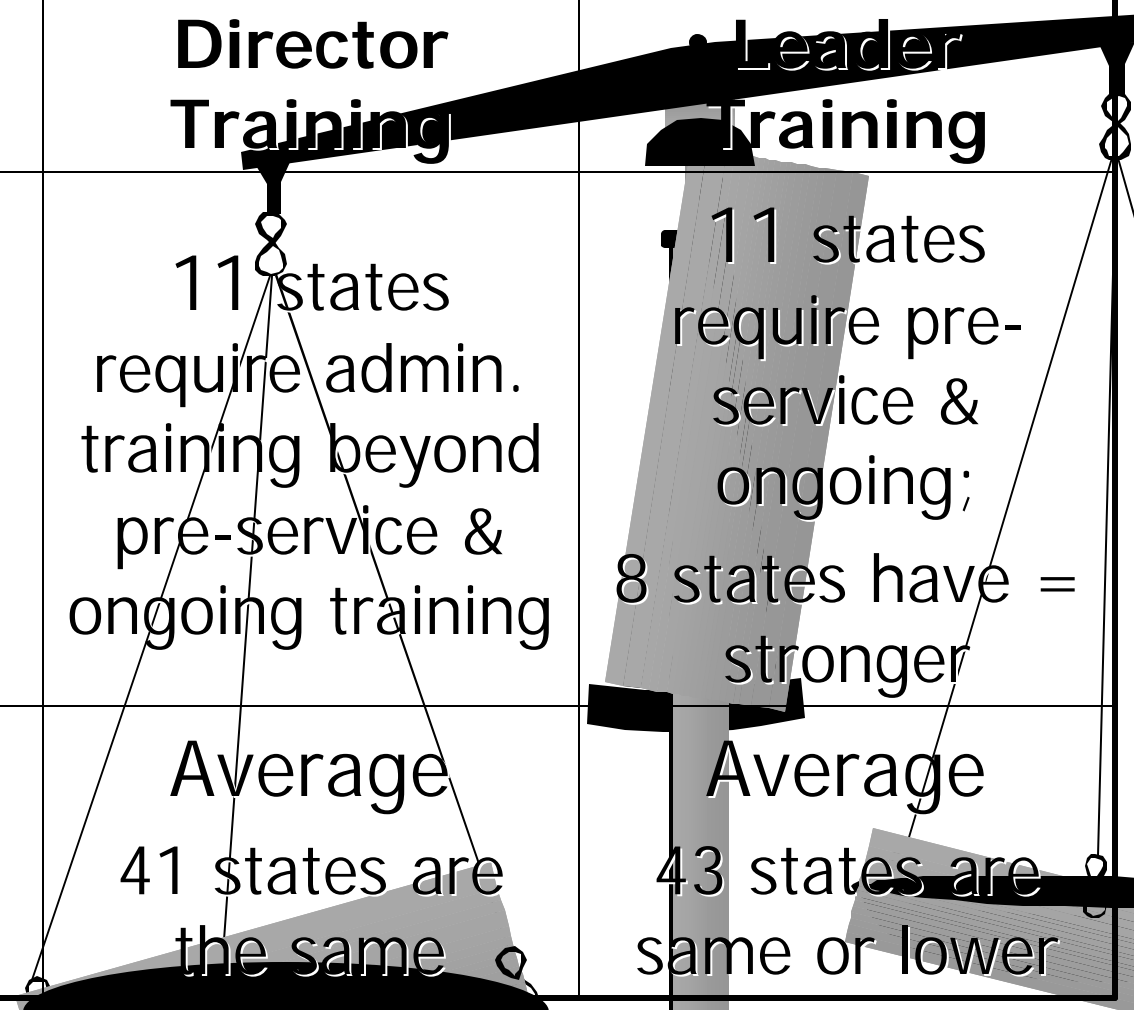 Director
Training
• Leader
Training
11 states
require admin.
training beyond
pre-service &
ongoing training
11 states
require pre-
service &
ongoing;
8 states have =
stronger
Average
41 states are
the same
Average
43 states are
same or lower